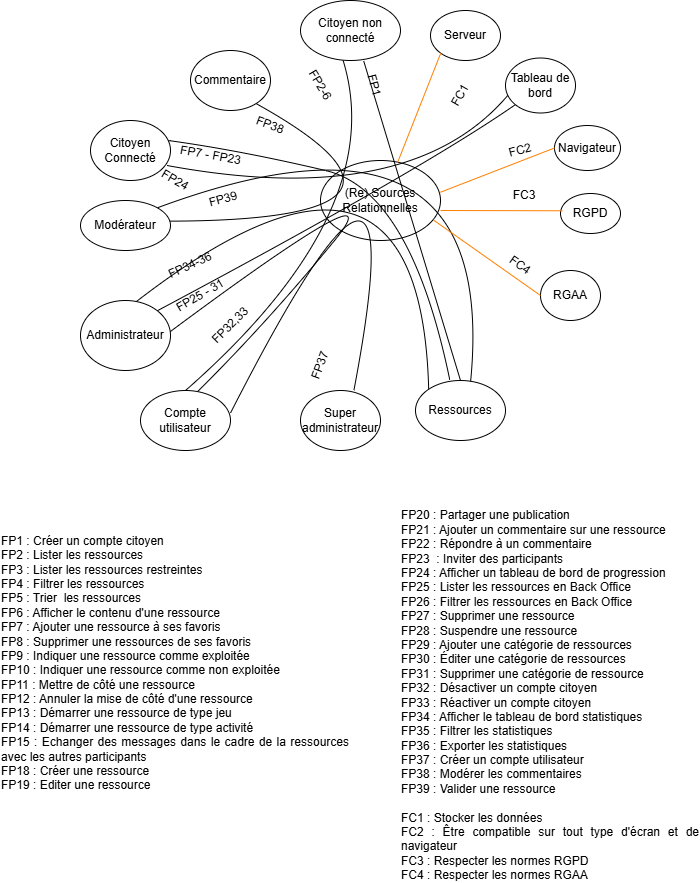 Citoyen non
connecté
Serveur
Commentaire
Tableau de
bord
FP2-6
FP1
FC1
FP38
Citoyen
Connecté
FP7 - FP23
FC2
Navigateur
FP24
FP39
(Re) Sources
Relationnelles
FC3
RGPD
Modérateur
FP34-36
FC4
FP25 - 31
RGAA
Administrateur
FP32,33
FP37
Compte
utilisateur
Super
administrateur
Ressources
FP1 : Créer un compte citoyen
FP2 : Lister les ressources
FP3 : Lister les ressources restreintes
FP4 : Filtrer les ressources
FP5 : Trier les ressources
FP6 : Afficher le contenu d'une ressource
FP7 : Ajouter une ressource à ses favoris
FP8 : Supprimer une ressources de ses favoris
FP9 : Indiquer une ressource comme exploitée
FP10 : Indiquer une ressource comme non exploitée
FP11 : Mettre de côté une ressource
FP12 : Annuler la mise de côté d'une ressource
FP13 : Démarrer une ressource de type jeu
FP14 : Démarrer une ressource de type activité
FP15 : Echanger des messages dans le cadre de la ressources
avec les autres participants
FP18 : Créer une ressource
FP19 : Editer une ressource
FP20 : Partager une publication
FP21 : Ajouter un commentaire sur une ressource
FP22 : Répondre à un commentaire
FP23 : Inviter des participants
FP24 : Afficher un tableau de bord de progression
FP25 : Lister les ressources en Back Office
FP26 : Filtrer les ressources en Back Office
FP27 : Supprimer une ressource
FP28 : Suspendre une ressource
FP29 : Ajouter une catégorie de ressources
FP30 : Éditer une catégorie de ressources
FP31 : Supprimer une catégorie de ressource
FP32 : Désactiver un compte citoyen
FP33 : Réactiver un compte citoyen
FP34 : Afficher le tableau de bord statistiques
FP35 : Filtrer les statistiques
FP36 : Exporter les statistiques
FP37 : Créer un compte utilisateur
FP38 : Modérer les commentaires
FP39 : Valider une ressource
FC1 : Stocker les données
FC2 : Être compatible sur tout type d'écran et de
navigateur
FC3 : Respecter les normes RGPD
FC4 : Respecter les normes RGAA